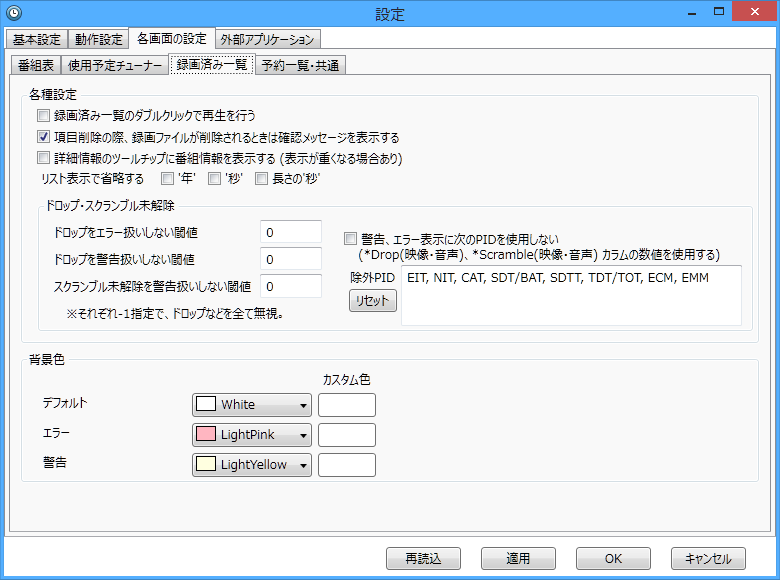 設定
基本設定 動作設定 各画面の設定 外部アプリケーション
番組表 使用予定チューナー 録画済み一覧 予約一覧・共通
各種設定
録画済み一覧のダブルクリックで再生を行う
項目削除の際、録画ファイルが削除されるときは確認メッセージを表示する
詳細情報のツールチップに番組情報を表示する (表示が重くなる場合あり)
リスト表示で省略する '年' '秒' 長さの'秒'
ドロップ・スクランブル未解除
ドロップをエラー扱いしない閾値 0
ドロップを警告扱いしない閾値 0
スクランブル未解除を警告扱いしない閾値 0
※それぞれ-1指定で、ドロップなどを全て無視。
警告、エラー表示に次のPIDを使用しない
(*Drop(映像・音声)、*Scramble(映像・音声) カラムの数値を使用する)
除外PID EIT, NIT, CAT, SDT/BAT, SDTT, TDT/TOT, ECM, EMM
リセット
背景色
カスタム色
デフォルト White
エラー LightPink
警告 LightYellow
再読込 適用 OK キャンセル